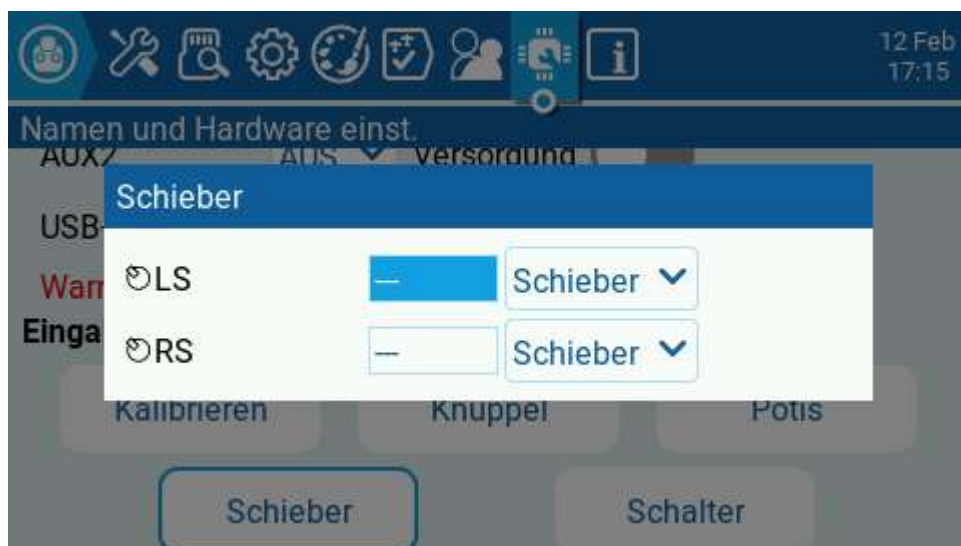 12 Feb
17:15
Namen und Hardware einst.
AUX2 AUS Versorgung
Schieber
USB-
LS --- Schieber
Warn
Einga
RS --- Schieber
Kalibrieren Knüppel Potis
Schieber Schalter